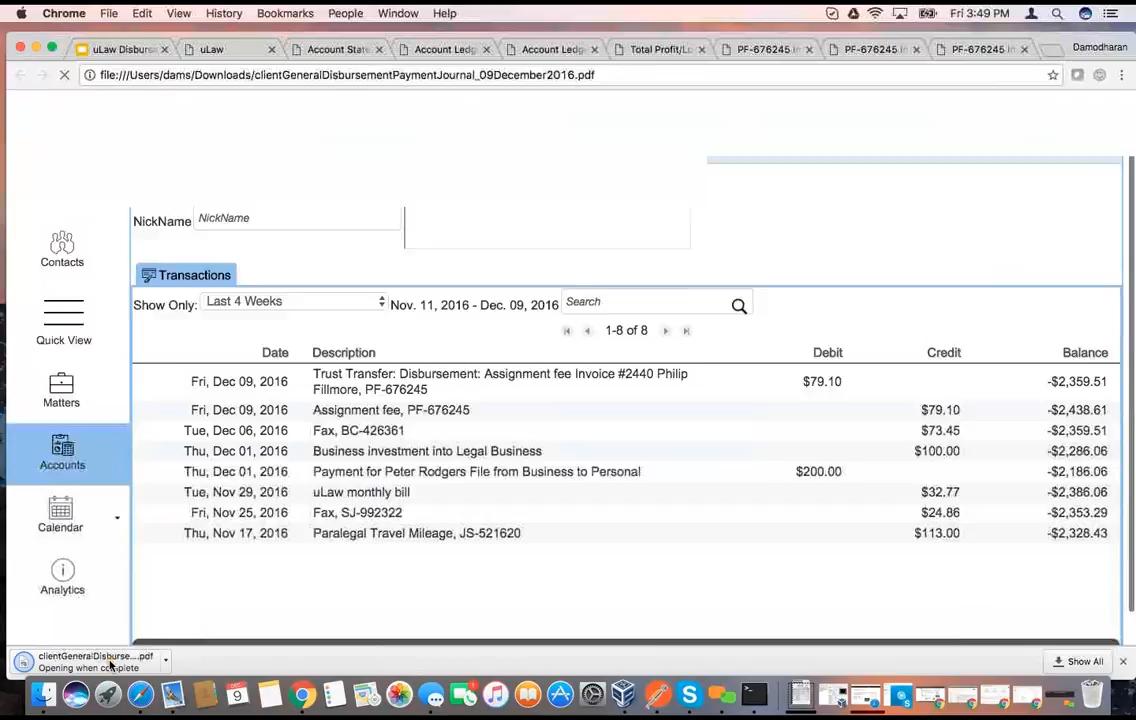 Chrome File Edit View History Bookmarks People Window Help Fri 3:49 PM
uLaw Disburs uLaw Account State Account Ledg Account Ledg Total Profit/Lo PF-676245 In PF-676245 In PF-676245 In Damodharan
file:///Users/dams/Downloads/clientGeneralDisbursementPaymentJournal_09December2016.pdf
NickName NickName
Contacts
Transactions
Show Only: Last 4 Weeks Nov. 11, 2016 - Dec. 09, 2016 Search
Quick View
1-8 of 8
Date Description Debit Credit Balance
Fri, Dec 09, 2016 Trust Transfer: Disbursement: Assignment fee Invoice #2440 Philip
Fillmore, PF-676245 $79.10 -$2,359.51
Matters
Fri, Dec 09, 2016 Assignment fee, PF-676245 $79.10 -$2,438.61
Tue, Dec 06, 2016 Fax, BC-426361 $73.45 -$2,359.51
Thu, Dec 01, 2016 Business investment into Legal Business $100.00 -$2,286.06
Accounts
Thu, Dec 01, 2016 Payment for Peter Rodgers File from Business to Personal $200.00 -$2,186.06
Tue, Nov 29, 2016 uLaw monthly bill $32.77 -$2,386.06
Fri, Nov 25, 2016 Fax, SJ-992322 $24.86 -$2,353.29
Calendar
Thu, Nov 17, 2016 Paralegal Travel Mileage, JS-521620 $113.00 -$2,328.43
Analytics
clientGeneralDisburse....pdf
Opening when complete
Show All
9